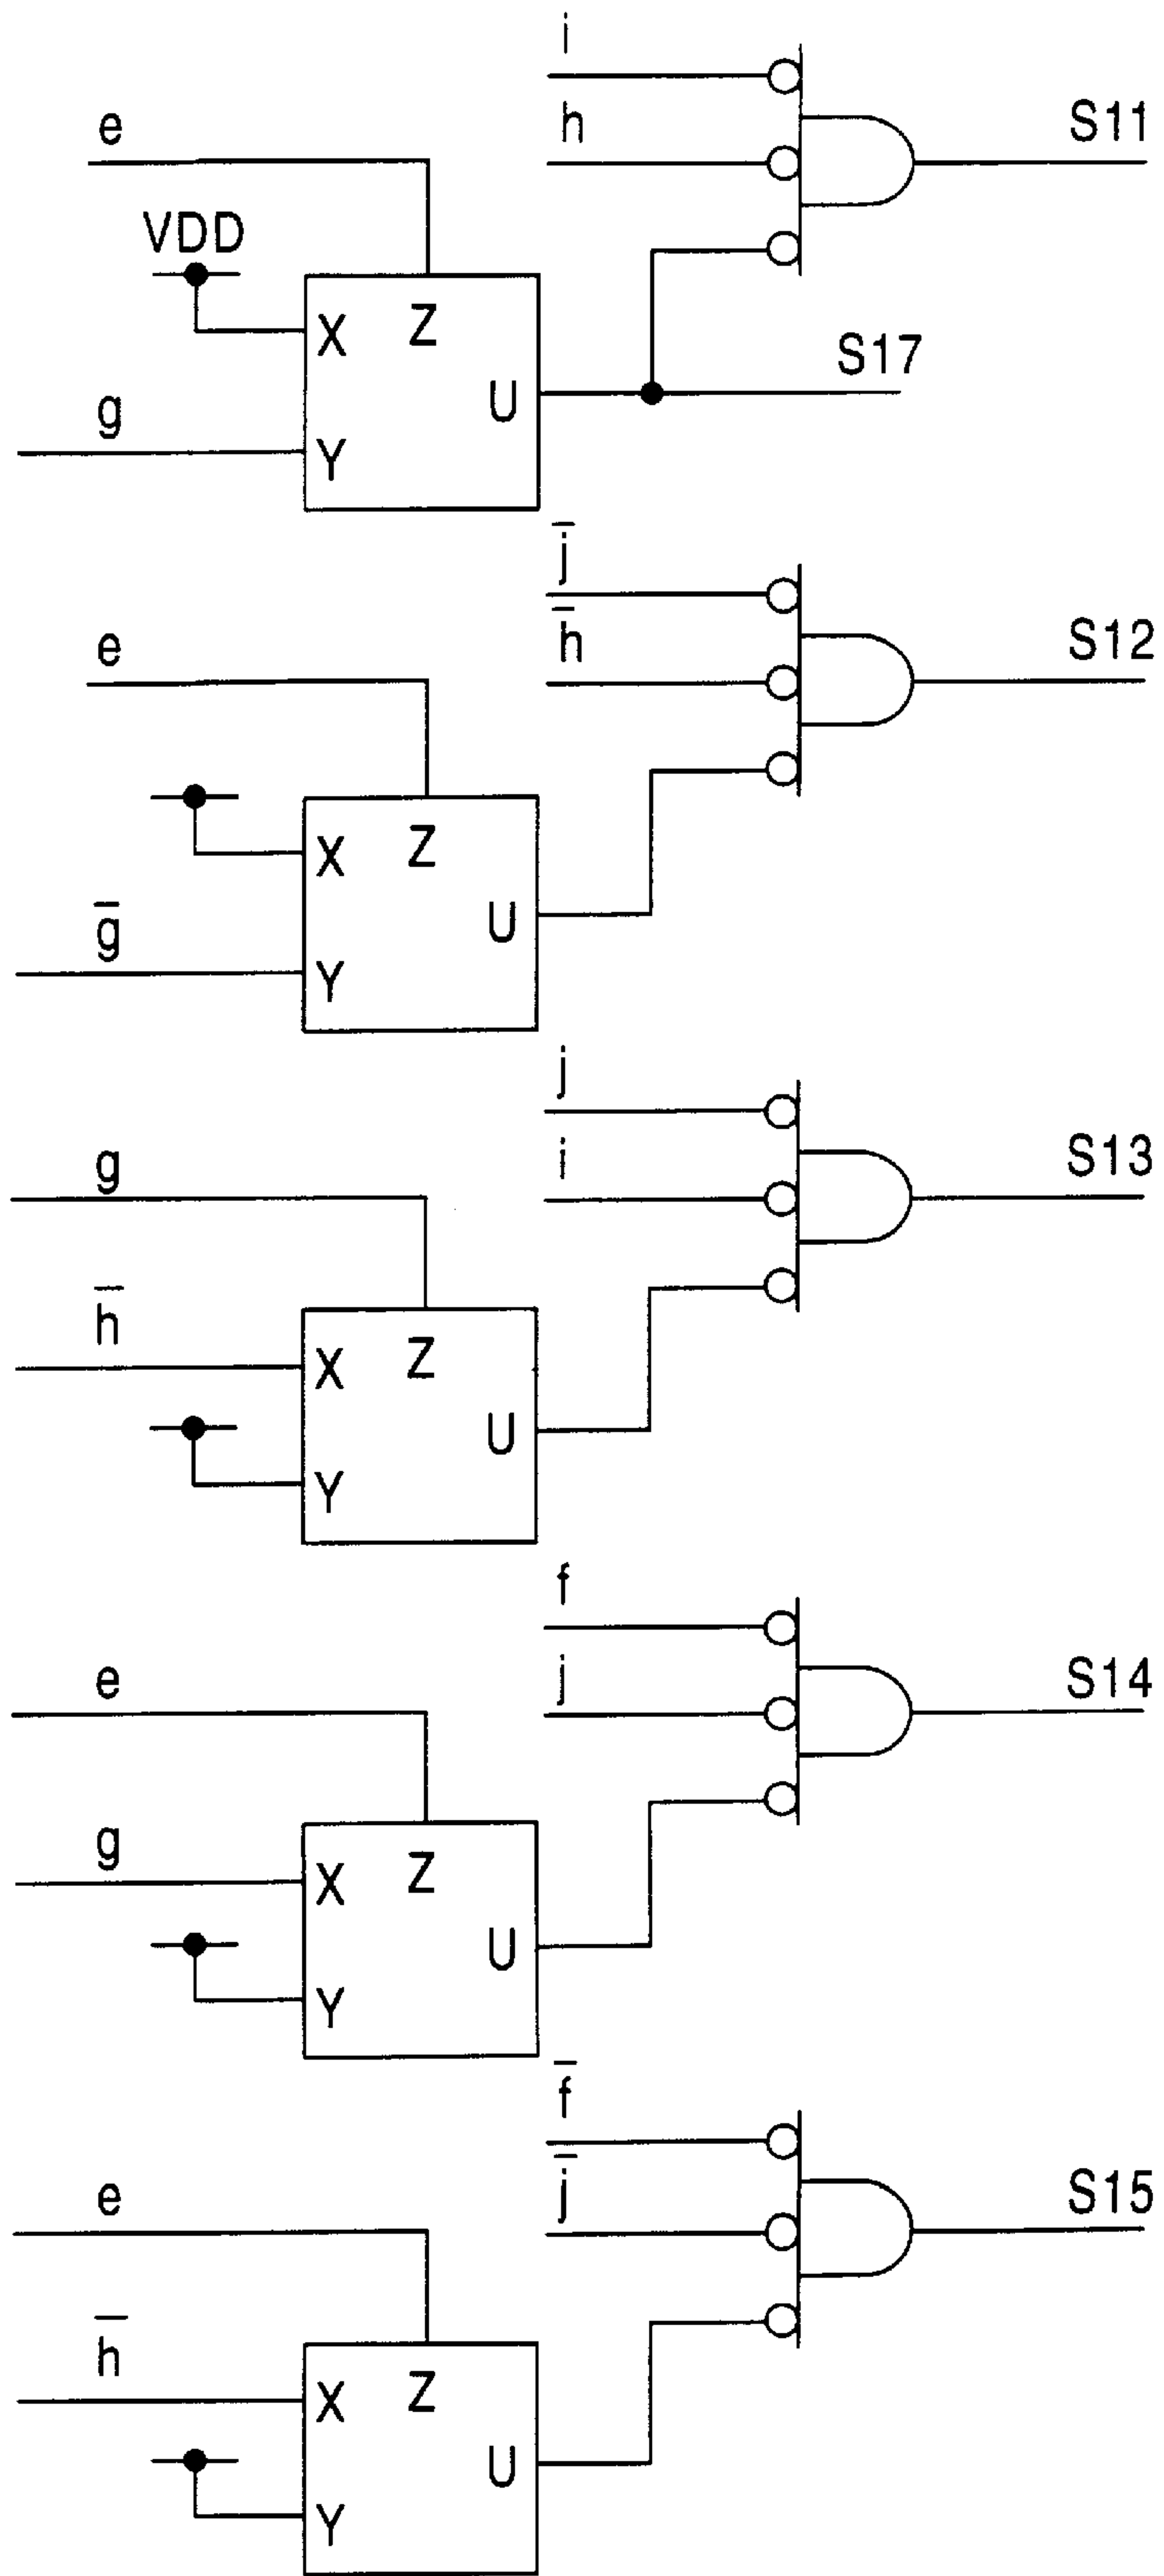 i
h
S11
e
VDD
X Z
U
S17
g
Y
j̅
h̅
S12
e
X Z
U
g̅
Y
j
i
S13
g
h̅
X Z
U
Y
f
j
S14
e
g
X Z
U
Y
f̅
j̅
S15
e
h̅
X Z
U
Y